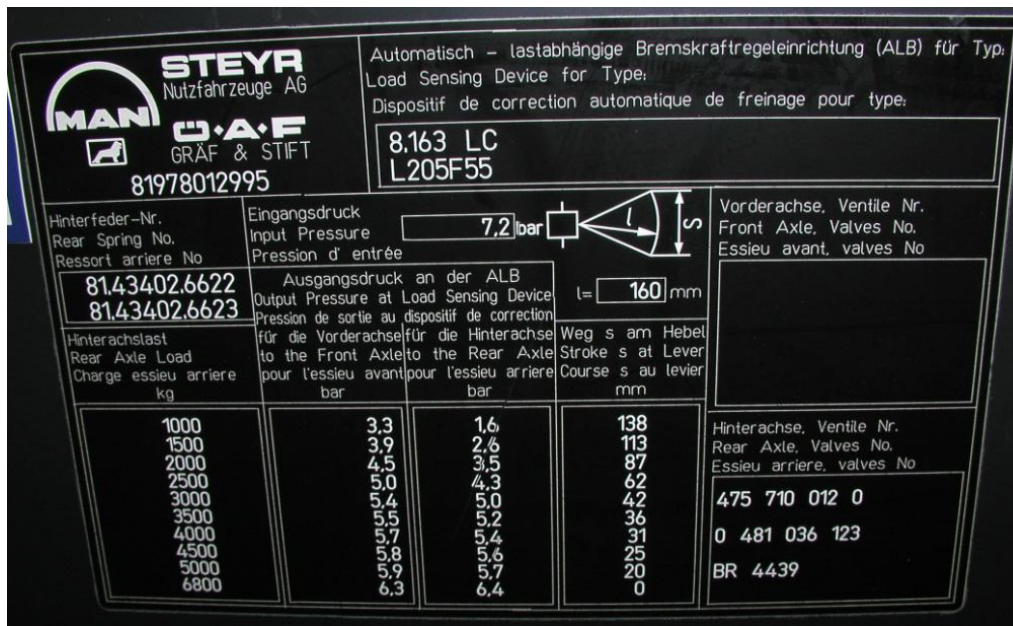 MAN
STEYR
Nutzfahrzeuge AG
Ö·A·F
GRÄF & STIFT
81978012995
Automatisch – lastabhängige Bremskraftregeleinrichtung (ALB) für Typ:
Load Sensing Device for Type:
Dispositif de correction automatique de freinage pour type:
8.163 LC
L205F55
Hinterfeder-Nr.
Rear Spring No.
Ressort arriere No
81.43402.6622
81.43402.6623
Eingangsdruck
Input Pressure
Pression d' entrée
7,2 bar
l
S
l= 160 mm
Ausgangsdruck an der ALB
Output Pressure at Load Sensing Device
Pression de sortie au dispositif de correction
Vorderachse, Ventile Nr.
Front Axle, Valves No.
Essieu avant, valves No
Hinterachslast
Rear Axle Load
Charge essieu arriere
kg
für die Vorderachse
to the Front Axle
pour l'essieu avant
bar
für die Hinterachse
to the Rear Axle
pour l'essieu arriere
bar
Weg s am Hebel
Stroke s at Lever
Course s au levier
mm
1000 3,3 1,6 138
1500 3,9 2,6 113
2000 4,5 3,5 87
2500 5,0 4,3 62
3000 5,4 5,0 42
3500 5,5 5,2 36
4000 5,7 5,4 31
4500 5,8 5,6 25
5000 5,9 5,7 20
6800 6,3 6,4 0
Hinterachse, Ventile Nr.
Rear Axle, Valves No.
Essieu arriere, valves No
475 710 012 0
0 481 036 123
BR 4439